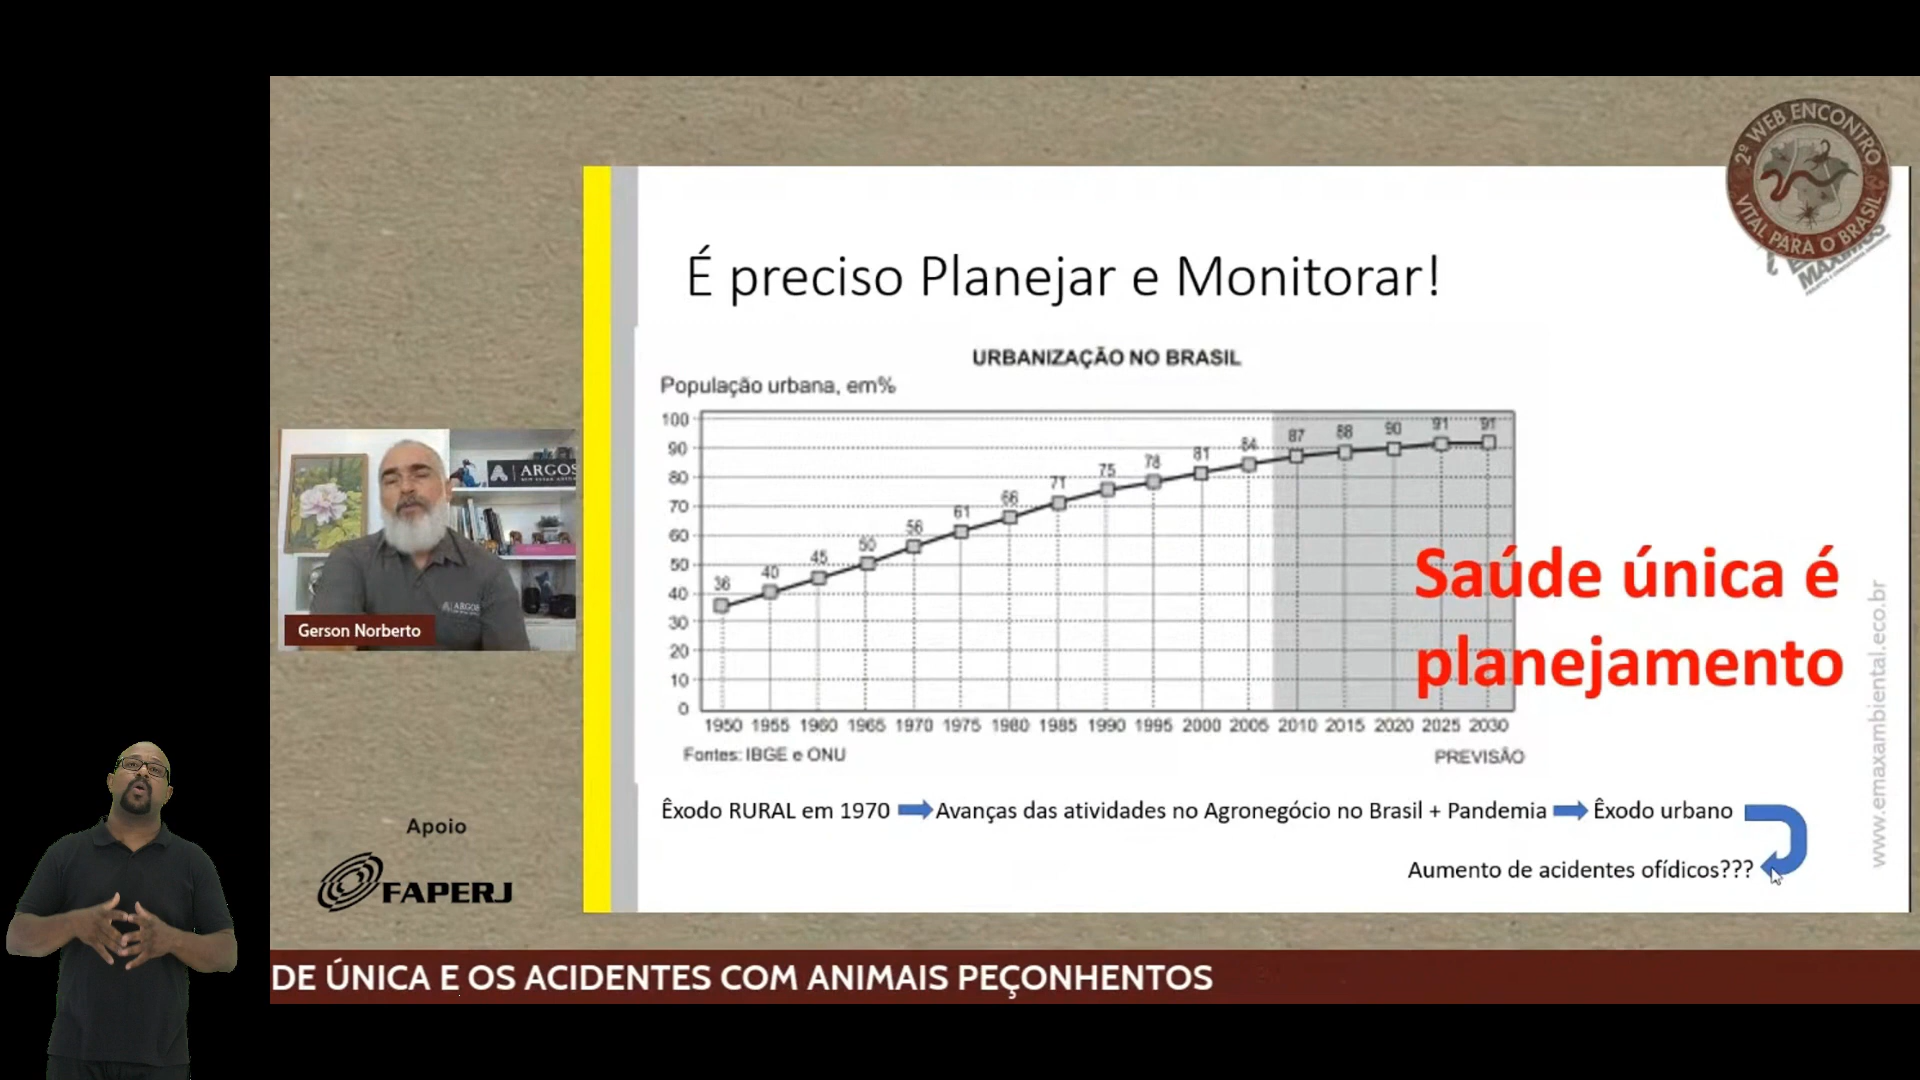 2º WEB ENCONTRO
VITAL PARA O BRASIL
É preciso Planejar e Monitorar!
URBANIZAÇÃO NO BRASIL
População urbana, em%
100
90
80
70
60
50
40
30
20
10
0
36 40 45 50 56 61 66 71 75 78 81 84 87 88 90 91 91
1950 1955 1960 1965 1970 1975 1980 1985 1990 1995 2000 2005 2010 2015 2020 2025 2030
Fontes: IBGE e ONU
PREVISÃO
Saúde única é
planejamento
www.emaxambiental.eco.br
ARGOS
ARGOS
Gerson Norberto
Êxodo RURAL em 1970 Avanças das atividades no Agronegócio no Brasil + Pandemia Êxodo urbano
Aumento de acidentes ofídicos???
Apoio
FAPERJ
DE ÚNICA E OS ACIDENTES COM ANIMAIS PEÇONHENTOS